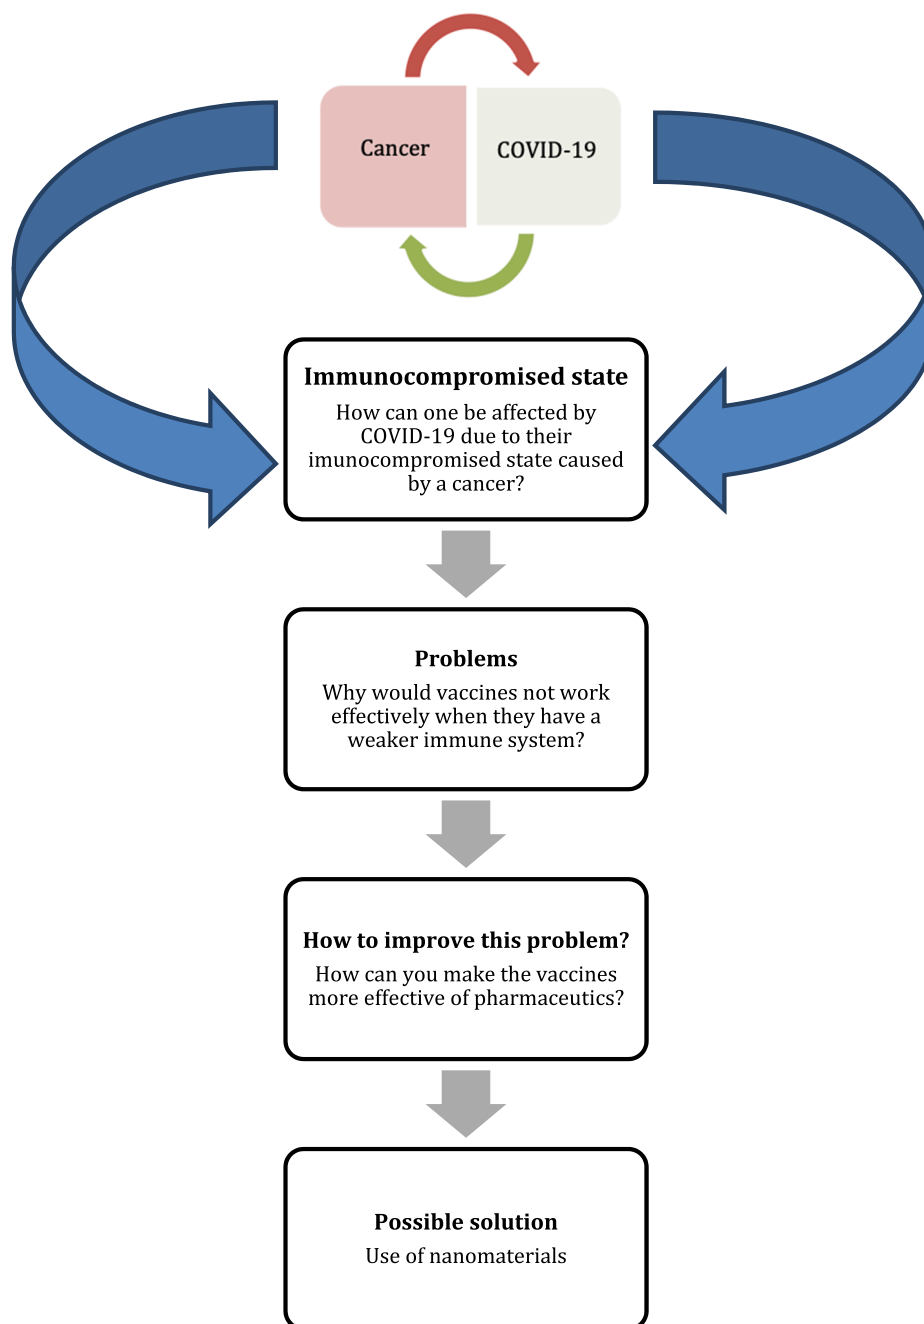 Cancer
COVID-19
Immunocompromised state
How can one be affected by
COVID-19 due to their
imunocompromised state caused
by a cancer?
Problems
Why would vaccines not work
effectively when they have a
weaker immune system?
How to improve this problem?
How can you make the vaccines
more effective of pharmaceutics?
Possible solution
Use of nanomaterials